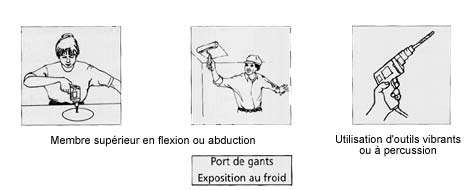 Membre supérieur en flexion ou abduction
Utilisation d'outils vibrants
ou à percussion
Port de gants
Exposition au froid